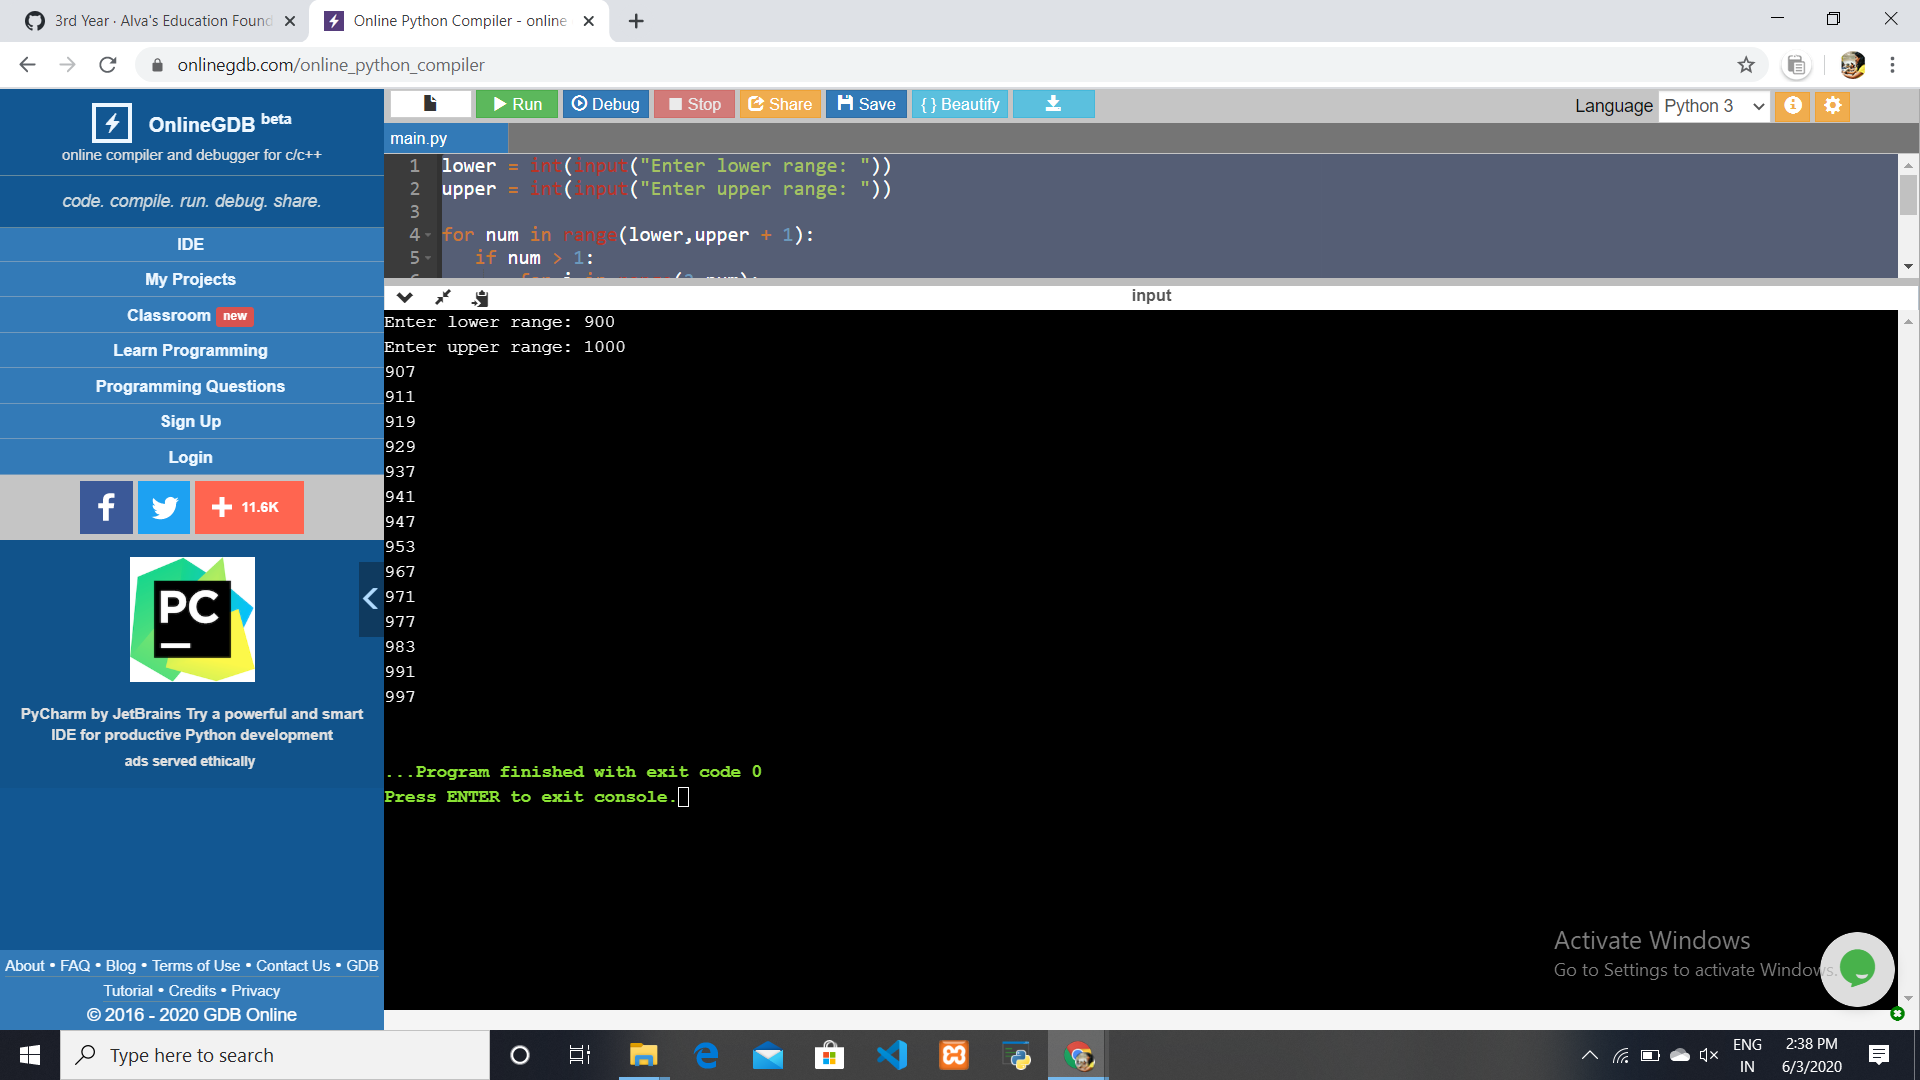 3rd Year · Alva's Education Found
Online Python Compiler - online
onlinegdb.com/online_python_compiler
OnlineGDB beta
online compiler and debugger for c/c++
code. compile. run. debug. share.
IDE
My Projects
Classroom new
Learn Programming
Programming Questions
Sign Up
Login
11.6K
PC
PyCharm by JetBrains Try a powerful and smart
IDE for productive Python development
ads served ethically
About • FAQ • Blog • Terms of Use • Contact Us • GDB
Tutorial • Credits • Privacy
© 2016 - 2020 GDB Online
Run Debug Stop Share Save { } Beautify
Language Python 3
main.py
1 lower = int(input("Enter lower range: "))
2 upper = int(input("Enter upper range: "))
3
4 for num in range(lower,upper + 1):
5 if num > 1:
input
Enter lower range: 900
Enter upper range: 1000
907
911
919
929
937
941
947
953
967
971
977
983
991
997
...Program finished with exit code 0
Press ENTER to exit console.
Activate Windows
Go to Settings to activate Windows.
Type here to search
ENG
IN
2:38 PM
6/3/2020